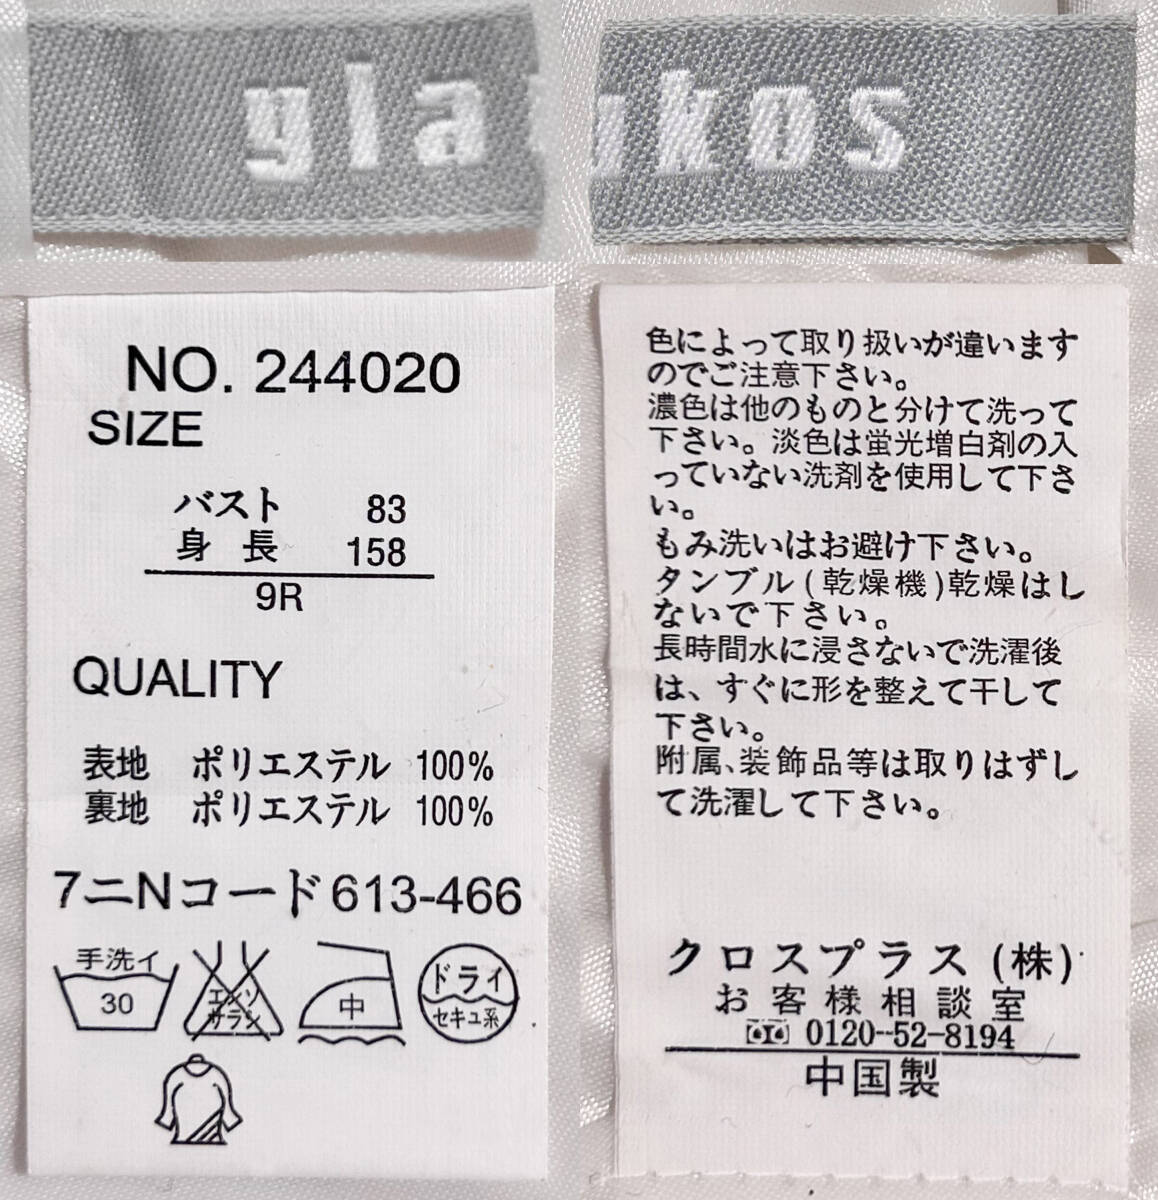 gla
kos
NO. 244020
SIZE
バスト 83
身長 158
9R
QUALITY
表地 ポリエステル 100%
裏地 ポリエステル 100%
7ニNコード613-466
手洗イ
30
エンソ
サラシ
中
ドライ
セキユ系
色によって取り扱いが違います
のでご注意下さい。
濃色は他のものと分けて洗って
下さい。淡色は蛍光増白剤の入
っていない洗剤を使用して下さ
い。
もみ洗いはお避け下さい。
タンブル(乾燥機)乾燥はし
ないで下さい。
長時間水に浸さないで洗濯後
は、すぐに形を整えて干して
下さい。
附属、装飾品等は取りはずし
て洗濯して下さい。
クロスプラス(株)
お客様相談室
0120-52-8194
中国製